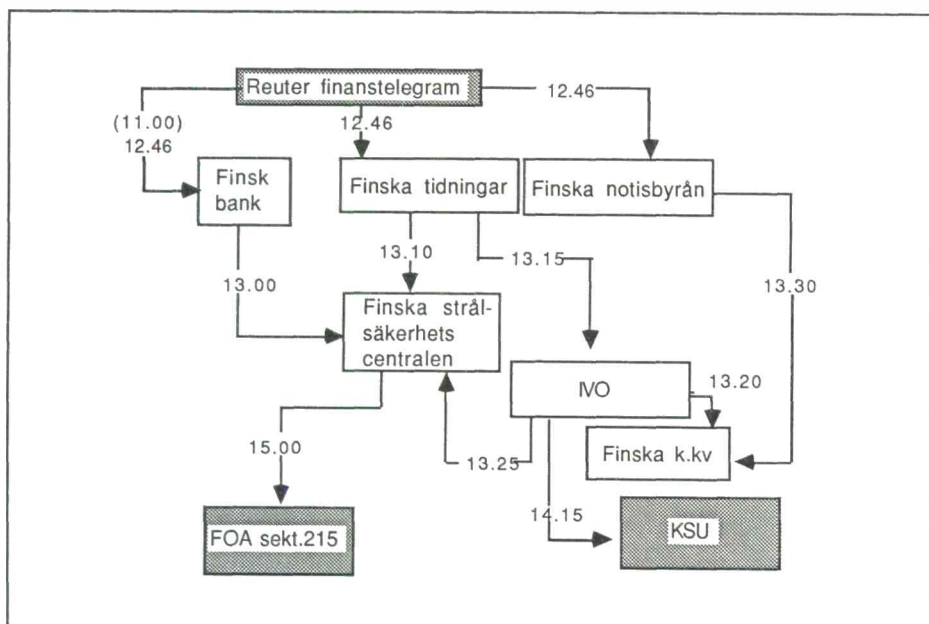 Reuter finanstelegram
(11.00)
12.46
12.46
12.46
Finsk
bank
Finska tidningar
Finska notisbyrån
13.00
13.10
13.15
13.30
Finska strål-
säkerhets
centralen
IVO
13.20
15.00
13.25
Finska k.kv
14.15
FOA sekt.215
KSU